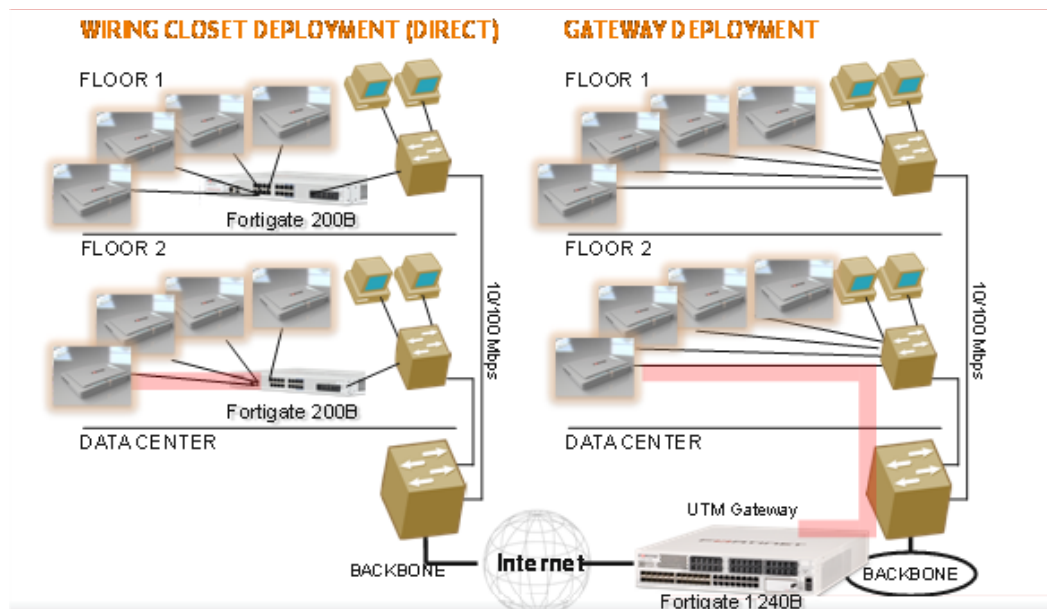 WIRING CLOSET DEPLOYMENT (DIRECT)
GATEWAY DEPLOYMENT
FLOOR 1
FLOOR 1
Fortigate 200B
FLOOR 2
FLOOR 2
10/100 Mbps
10/100 Mbps
Fortigate 200B
DATA CENTER
DATA CENTER
UTM Gateway
FORTINET
BACKBONE
Internet
BACKBONE
Fortigate 1240B